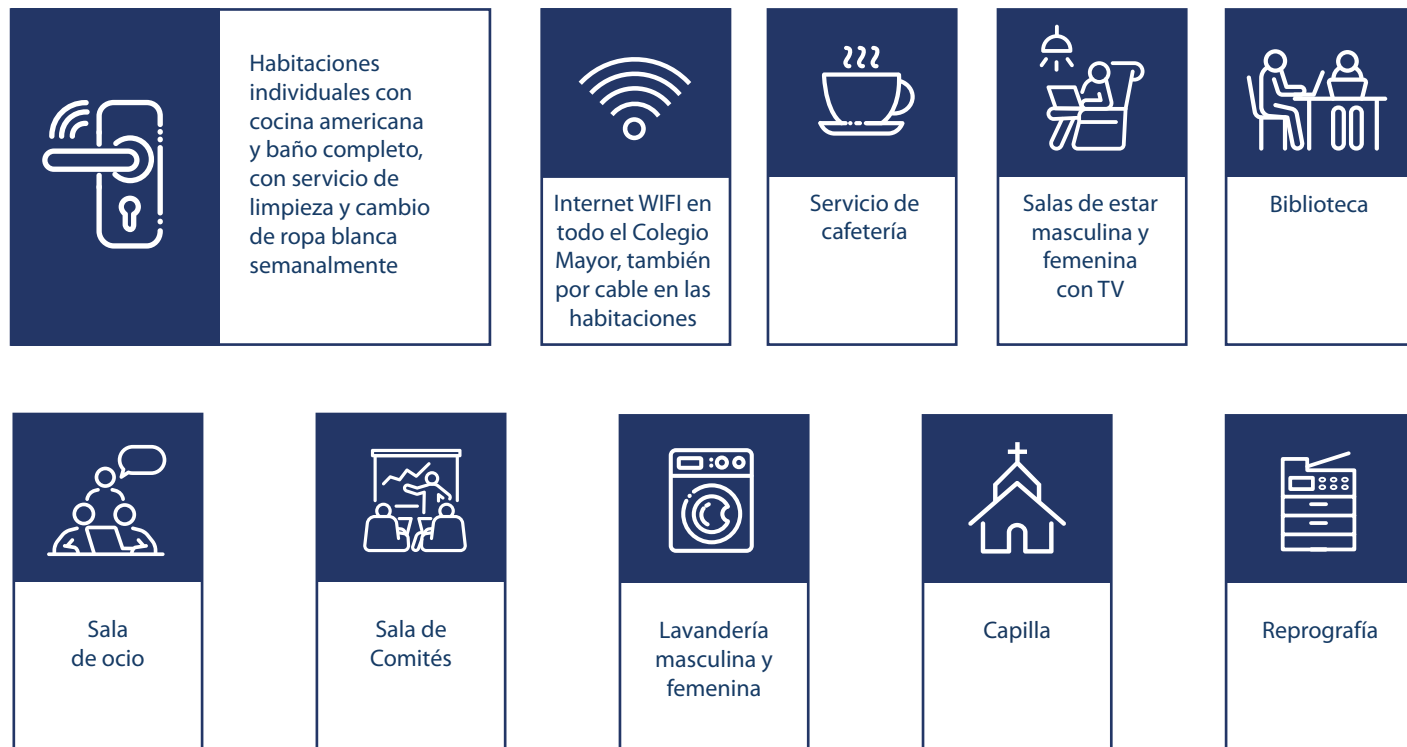 Habitaciones
individuales con
cocina americana
y baño completo,
con servicio de
limpieza y cambio
de ropa blanca
semanalmente
Internet WIFI en
todo el Colegio
Mayor, también
por cable en las
habitaciones
Servicio de
cafetería
Salas de estar
masculina y
femenina
con TV
Biblioteca
Sala
de ocio
Sala de
Comités
Lavandería
masculina y
femenina
Capilla
Reprografía